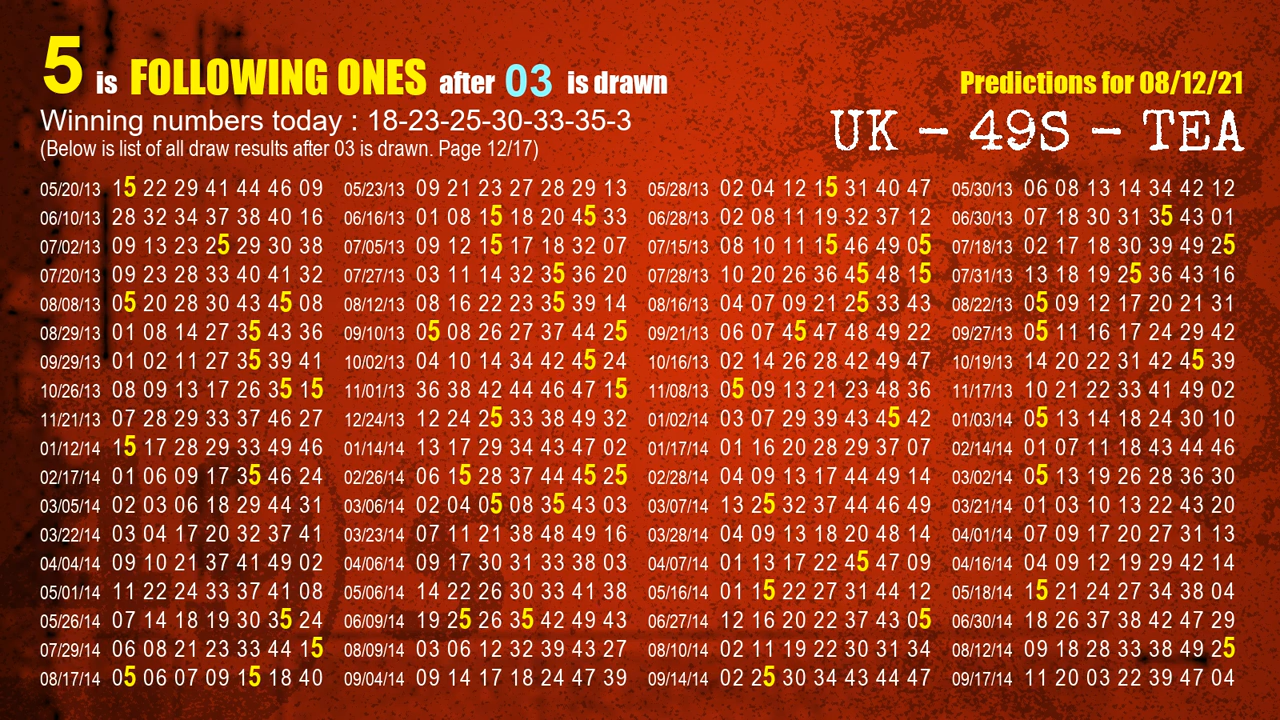 5 is FOLLOWING ONES after 03 is drawn
Predictions for 08/12/21
Winning numbers today : 18-23-25-30-33-35-3
UK - 49S - TEA
(Below is list of all draw results after 03 is drawn. Page 12/17)
05/20/13 15 22 29 41 44 46 09 05/23/13 09 21 23 27 28 29 13 05/28/13 02 04 12 15 31 40 47 05/30/13 06 08 13 14 34 42 12
06/10/13 28 32 34 37 38 40 16 06/16/13 01 08 15 18 20 45 33 06/28/13 02 08 11 19 32 37 12 06/30/13 07 18 30 31 35 43 01
07/02/13 09 13 23 25 29 30 38 07/05/13 09 12 15 17 18 32 07 07/15/13 08 10 11 15 46 49 05 07/18/13 02 17 18 30 39 49 25
07/20/13 09 23 28 33 40 41 32 07/27/13 03 11 14 32 35 36 20 07/28/13 10 20 26 36 45 48 15 07/31/13 13 18 19 25 36 43 16
08/08/13 05 20 28 30 43 45 08 08/12/13 08 16 22 23 35 39 14 08/16/13 04 07 09 21 25 33 43 08/22/13 05 09 12 17 20 21 31
08/29/13 01 08 14 27 35 43 36 09/10/13 05 08 26 27 37 44 25 09/21/13 06 07 45 47 48 49 22 09/27/13 05 11 16 17 24 29 42
09/29/13 01 02 11 27 35 39 41 10/02/13 04 10 14 34 42 45 24 10/16/13 02 14 26 28 42 49 47 10/19/13 14 20 22 31 42 45 39
10/26/13 08 09 13 17 26 35 15 11/01/13 36 38 42 44 46 47 15 11/08/13 05 09 13 21 23 48 36 11/17/13 10 21 22 33 41 49 02
11/21/13 07 28 29 33 37 46 27 12/24/13 12 24 25 33 38 49 32 01/02/14 03 07 29 39 43 45 42 01/03/14 05 13 14 18 24 30 10
01/12/14 15 17 28 29 33 49 46 01/14/14 13 17 29 34 43 47 02 01/17/14 01 16 20 28 29 37 07 02/14/14 01 07 11 18 43 44 46
02/17/14 01 06 09 17 35 46 24 02/26/14 06 15 28 37 44 45 25 02/28/14 04 09 13 17 44 49 14 03/02/14 05 13 19 26 28 36 30
03/05/14 02 03 06 18 29 44 31 03/06/14 02 04 05 08 35 43 03 03/07/14 13 25 32 37 44 46 49 03/21/14 01 03 10 13 22 43 20
03/22/14 03 04 17 20 32 37 41 03/23/14 07 11 21 38 48 49 16 03/28/14 04 09 13 18 20 48 14 04/01/14 07 09 17 20 27 31 13
04/04/14 09 10 21 37 41 49 02 04/06/14 09 17 30 31 33 38 03 04/07/14 01 13 17 22 45 47 09 04/16/14 04 09 12 19 29 42 14
05/01/14 11 22 24 33 37 41 08 05/06/14 14 22 26 30 33 41 38 05/16/14 01 15 22 27 31 44 12 05/18/14 15 21 24 27 34 38 04
05/26/14 07 14 18 19 30 35 24 06/09/14 19 25 26 35 42 49 43 06/27/14 12 16 20 22 37 43 05 06/30/14 18 26 37 38 42 47 29
07/29/14 06 08 21 23 33 44 15 08/09/14 03 06 12 32 39 43 27 08/10/14 02 11 19 22 30 31 34 08/12/14 09 18 28 38 48 49 25
08/17/14 05 06 07 09 15 18 40 09/04/14 09 14 17 18 24 47 39 09/14/14 02 25 30 34 43 44 47 09/17/14 11 20 03 22 39 47 04